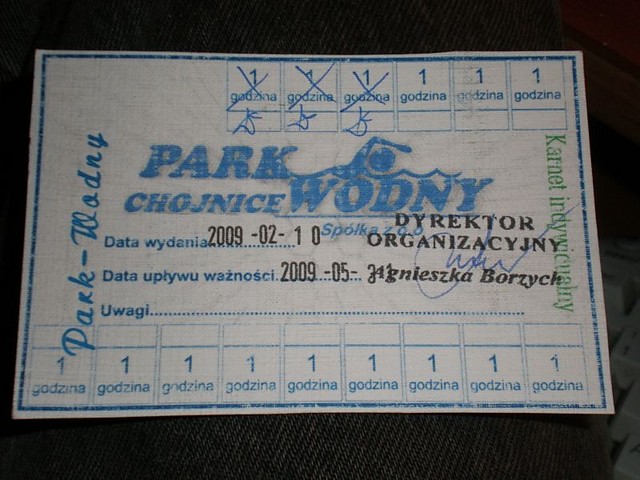 1 1 1 1 1 1
godzina godzina godzina godzina godzina godzina
PARK
CHOJNICE WODNY
Spółka z o.o.
Park-Wodny
Karnet indywidualny
DYREKTOR
ORGANIZACYJNY
Agnieszka Borzych
Data wydania 2009-02-10
Data upływu ważności. 2009-05-
Uwagi
1 1 1 1 1 1 1 1 1
godzina godzina godzina godzina godzina godzina godzina godzina godzina